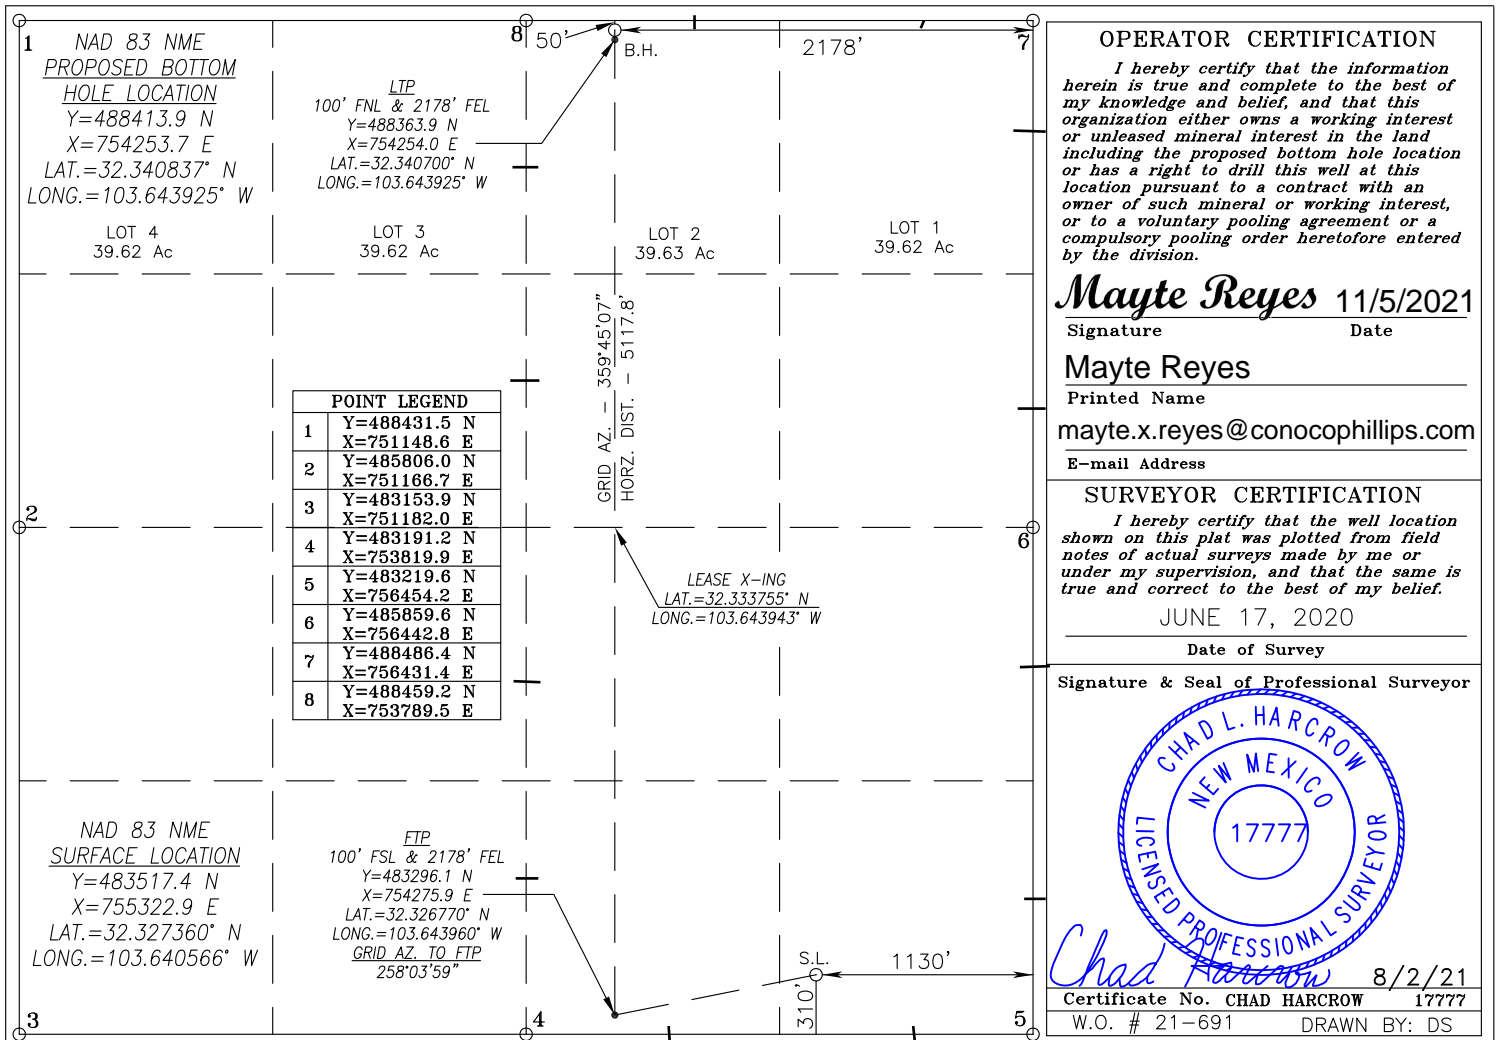 1
8
50'
B.H.
2178'
7
NAD 83 NME
PROPOSED BOTTOM
HOLE LOCATION
Y=488413.9 N
X=754253.7 E
LAT.=32.340837° N
LONG.=103.643925° W
LTP
100' FNL & 2178' FEL
Y=488363.9 N
X=754254.0 E
LAT.=32.340700° N
LONG.=103.643925° W
LOT 4
39.62 Ac
LOT 3
39.62 Ac
LOT 2
39.63 Ac
LOT 1
39.62 Ac
GRID AZ. - 359°45'07"
HORZ. DIST. - 5117.8'
POINT LEGEND
1 Y=488431.5 N
X=751148.6 E
2 Y=485806.0 N
X=751166.7 E
3 Y=483153.9 N
X=751182.0 E
4 Y=483191.2 N
X=753819.9 E
5 Y=483219.6 N
X=756454.2 E
6 Y=485859.6 N
X=756442.8 E
7 Y=488486.4 N
X=756431.4 E
8 Y=488459.2 N
X=753789.5 E
2
6
LEASE X-ING
LAT.=32.333755° N
LONG.=103.643943° W
NAD 83 NME
SURFACE LOCATION
Y=483517.4 N
X=755322.9 E
LAT.=32.327360° N
LONG.=103.640566° W
FTP
100' FSL & 2178' FEL
Y=483296.1 N
X=754275.9 E
LAT.=32.326770° N
LONG.=103.643960° W
GRID AZ. TO FTP
258°03'59"
S.L.
1130'
310'
3
4
5
OPERATOR CERTIFICATION
I hereby certify that the information
herein is true and complete to the best of
my knowledge and belief, and that this
organization either owns a working interest
or unleased mineral interest in the land
including the proposed bottom hole location
or has a right to drill this well at this
location pursuant to a contract with an
owner of such mineral or working interest,
or to a voluntary pooling agreement or a
compulsory pooling order heretofore entered
by the division.
Mayte Reyes 11/5/2021
Signature Date
Mayte Reyes
Printed Name
mayte.x.reyes@conocophillips.com
E-mail Address
SURVEYOR CERTIFICATION
I hereby certify that the well location
shown on this plat was plotted from field
notes of actual surveys made by me or
under my supervision, and that the same is
true and correct to the best of my belief.
JUNE 17, 2020
Date of Survey
Signature & Seal of Professional Surveyor
CHAD L. HARCROW
NEW MEXICO
17777
LICENSED PROFESSIONAL SURVEYOR
Chad Harcrow 8/2/21
Certificate No. CHAD HARCROW 17777
W.O. # 21-691 DRAWN BY: DS